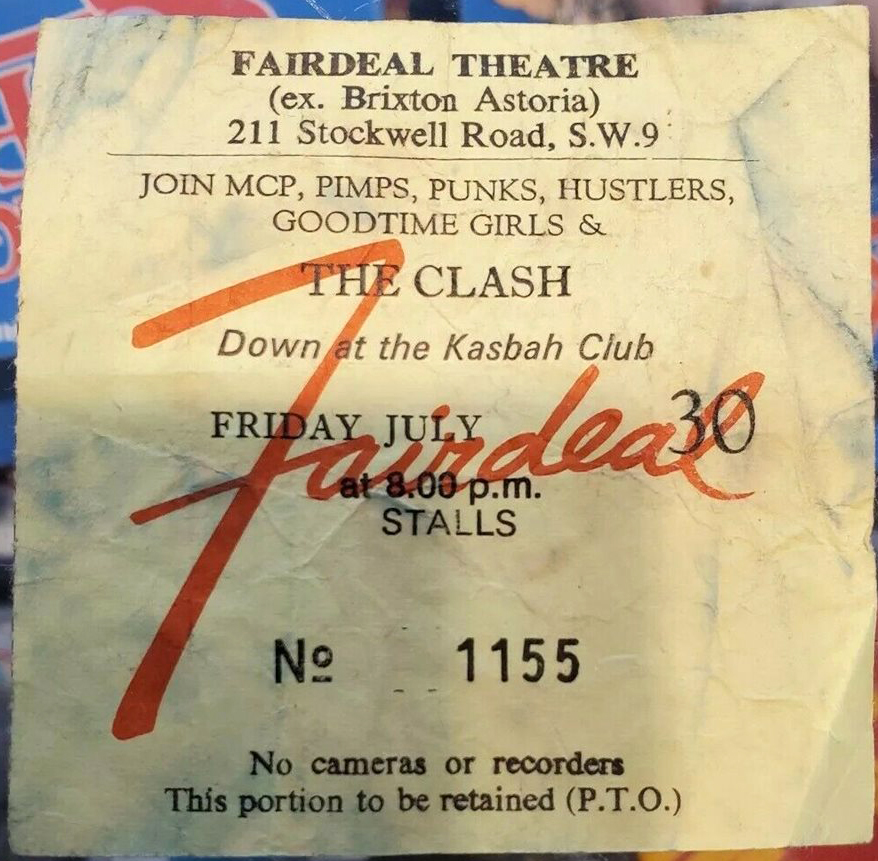 FAIRDEAL THEATRE
(ex. Brixton Astoria)
211 Stockwell Road, S.W.9
JOIN MCP, PIMPS, PUNKS, HUSTLERS,
GOODTIME GIRLS &
THE CLASH
Down at the Kasbah Club
FRIDAY JULY 30
Fairdeal
at 8.00 p.m.
STALLS
Nº 1155
No cameras or recorders
This portion to be retained (P.T.O.)